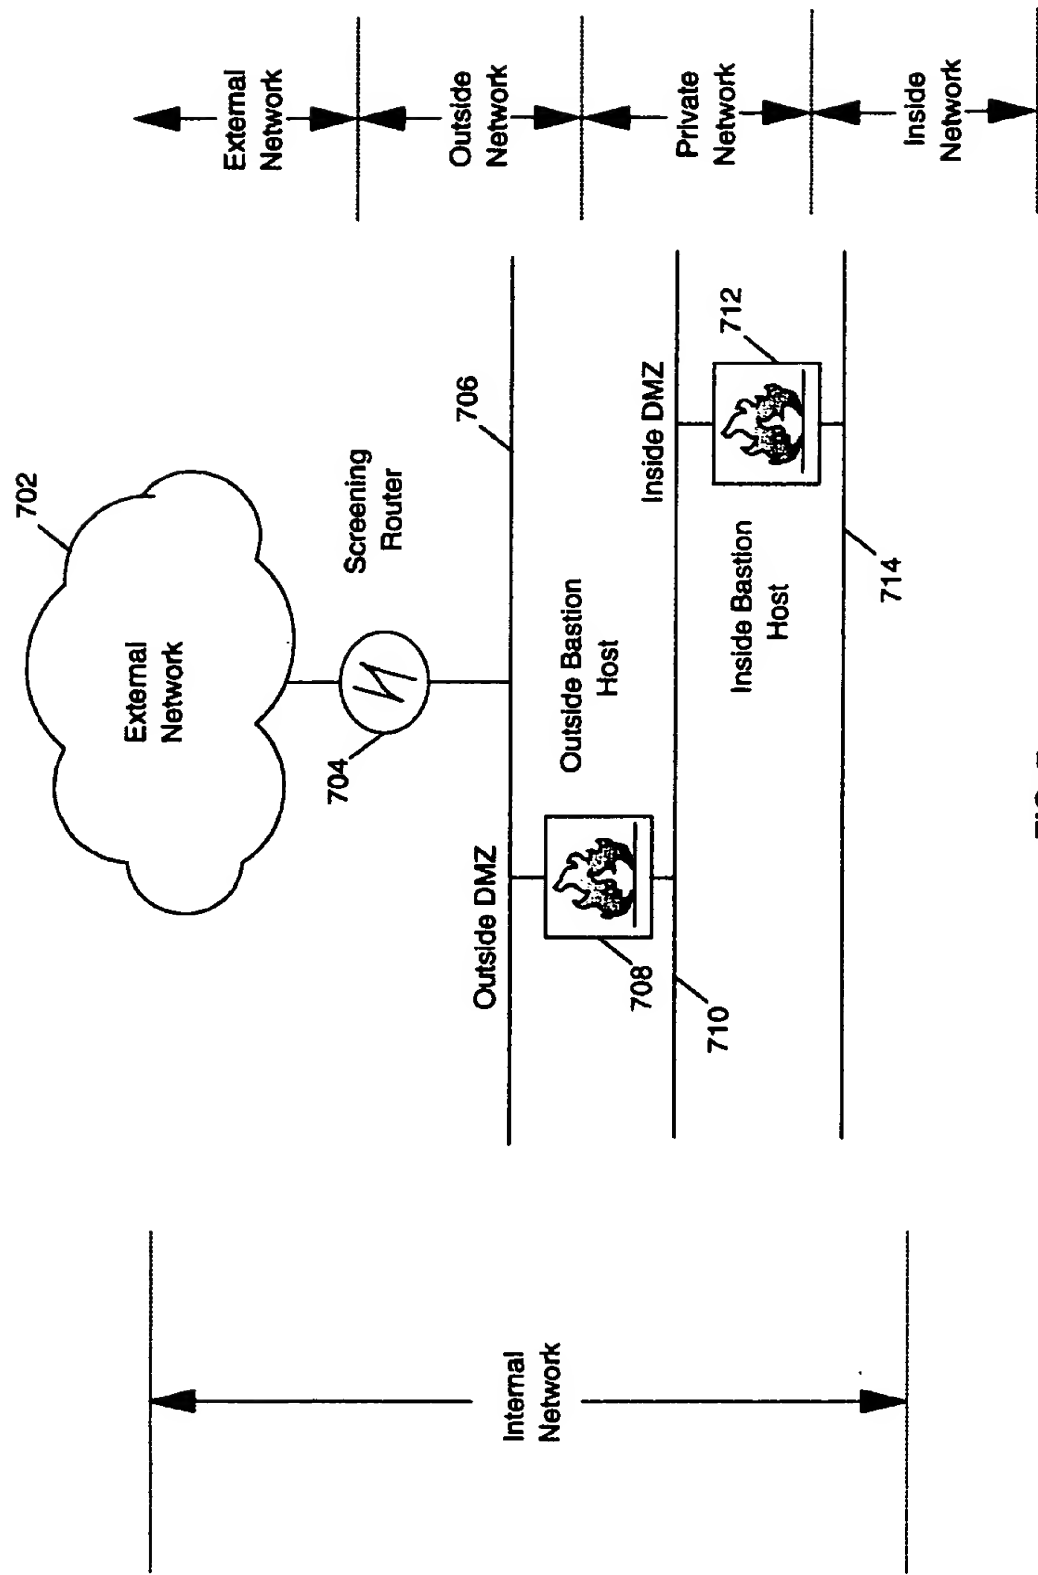 External
Network
702
704
Screening
Router
706
Outside DMZ
708
Outside Bastion
Host
710
Inside DMZ
712
Inside Bastion
Host
714
Internal
Network
External
Network
Outside
Network
Private
Network
Inside
Network